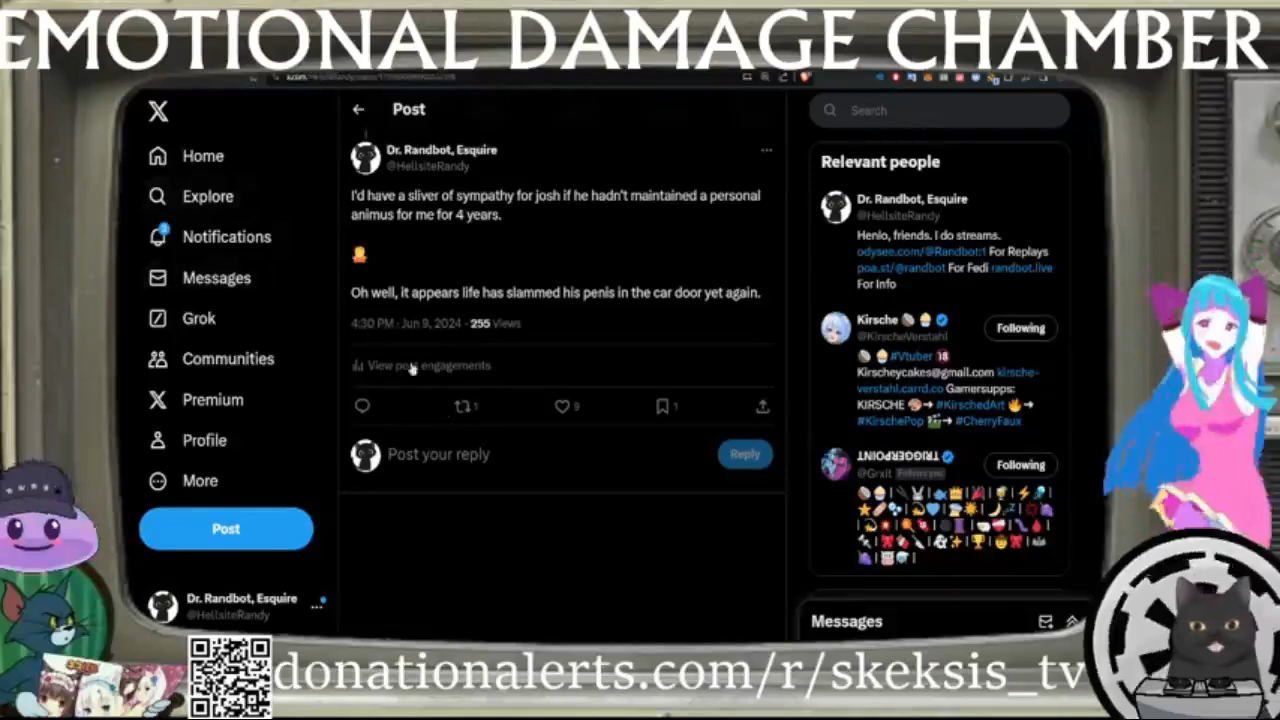 EMOTIONAL DAMAGE CHAMBER
Home
Explore
Notifications
Messages
Grok
Communities
Premium
Profile
More
Post
Dr. Randbot, Esquire
@HellsiteRandy
Post
Dr. Randbot, Esquire
@HellsiteRandy
I'd have a sliver of sympathy for josh if he hadn't maintained a personal
animus for me for 4 years.
Oh well, it appears life has slammed his penis in the car door yet again.
4:30 PM · Jun 9, 2024 · 255 Views
View post engagements
1
9
1
Post your reply
Reply
Search
Relevant people
Dr. Randbot, Esquire
@HellsiteRandy
Henlo, friends. I do streams.
odysee.com/@Randbot:1 For Replays
poa.st/@randbot For Fedi randbot.live
For Info
Kirsche
@KirscheVerstahl
Following
#Vtuber 🔞
Kirscheycakes@gmail.com kirsche-
verstahl.carrd.co Gamersupps:
KIRSCHE → #KirschedArt →
#KirschePop → #CherryFaux
@Grxit
Following
Messages
donationalerts.com/r/skeksis_tv